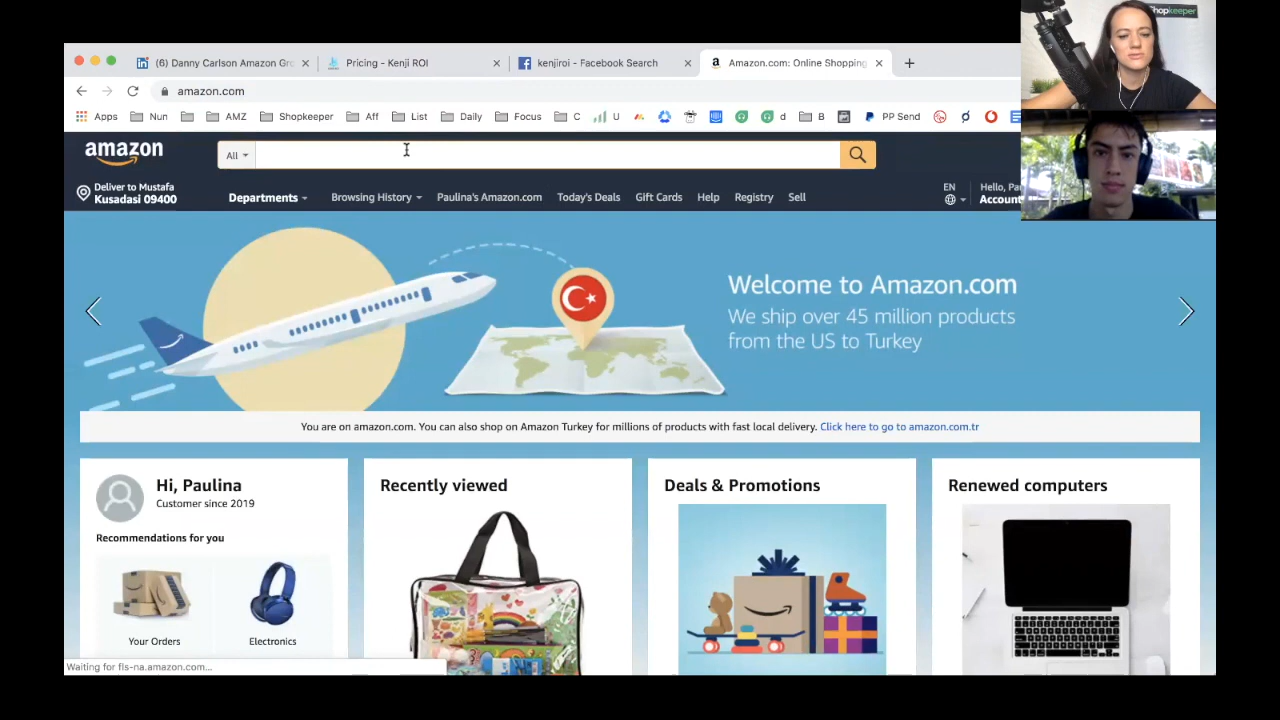 Shopkeeper
(6) Danny Carlson Amazon Gro
Pricing - Kenji ROI
kenjiroi - Facebook Search
Amazon.com: Online Shopping
amazon.com
Apps
Nun
AMZ
Shopkeeper
Aff
List
Daily
Focus
C
U
d
B
PP Send
amazon
All
Deliver to Mustafa
Kusadasi 09400
Departments
Browsing History
Paulina's Amazon.com
Today's Deals
Gift Cards
Help
Registry
Sell
EN
Hello, Pau
Account
Welcome to Amazon.com
We ship over 45 million products
from the US to Turkey
You are on amazon.com. You can also shop on Amazon Turkey for millions of products with fast local delivery. Click here to go to amazon.com.tr
Hi, Paulina
Customer since 2019
Recommendations for you
Your Orders
Electronics
Recently viewed
Deals & Promotions
Renewed computers
Waiting for fls-na.amazon.com...